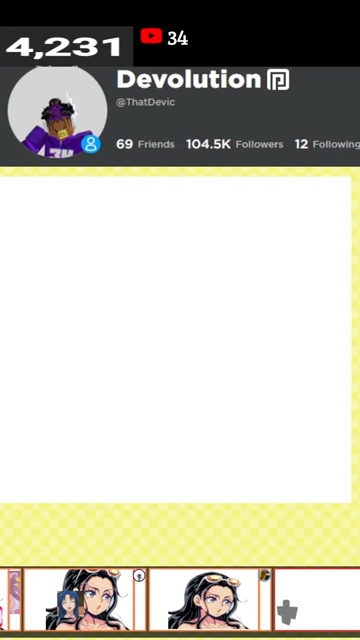 4,231
34
Devolution
@ThatDevic
69 Friends 104.5K Followers 12 Following